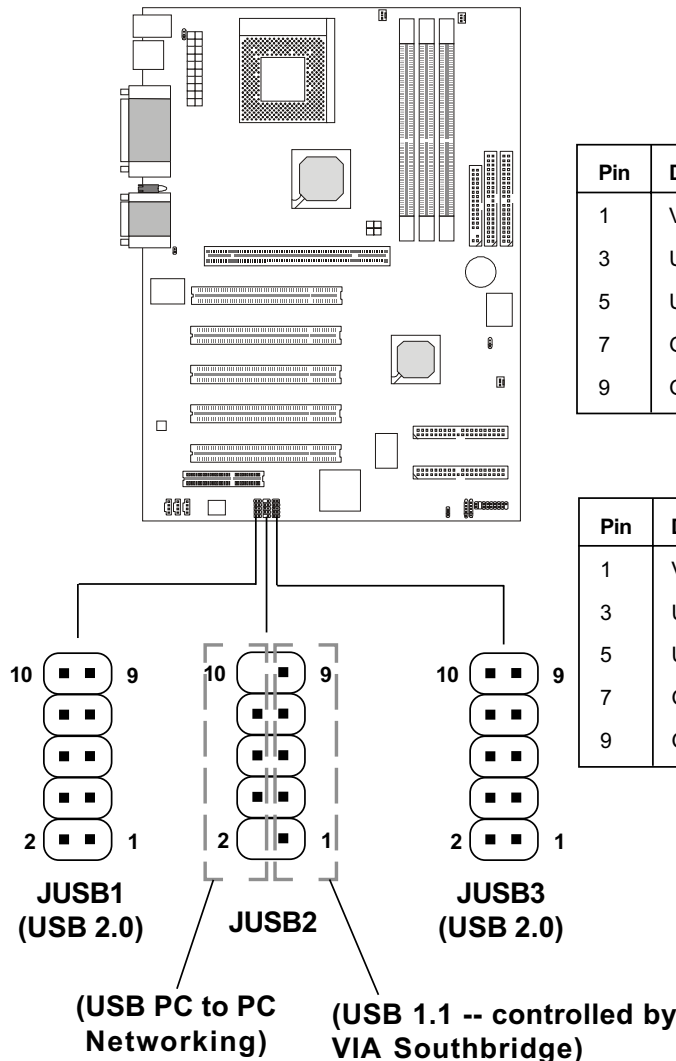 Pin
1
3
5
7
9
Pin
1
3
5
7
9
10 9
2 1
JUSB1
(USB 2.0)
10 9
2 1
JUSB2
10 9
2 1
JUSB3
(USB 2.0)
(USB PC to PC
Networking)
(USB 1.1 -- controlled by
VIA Southbridge)